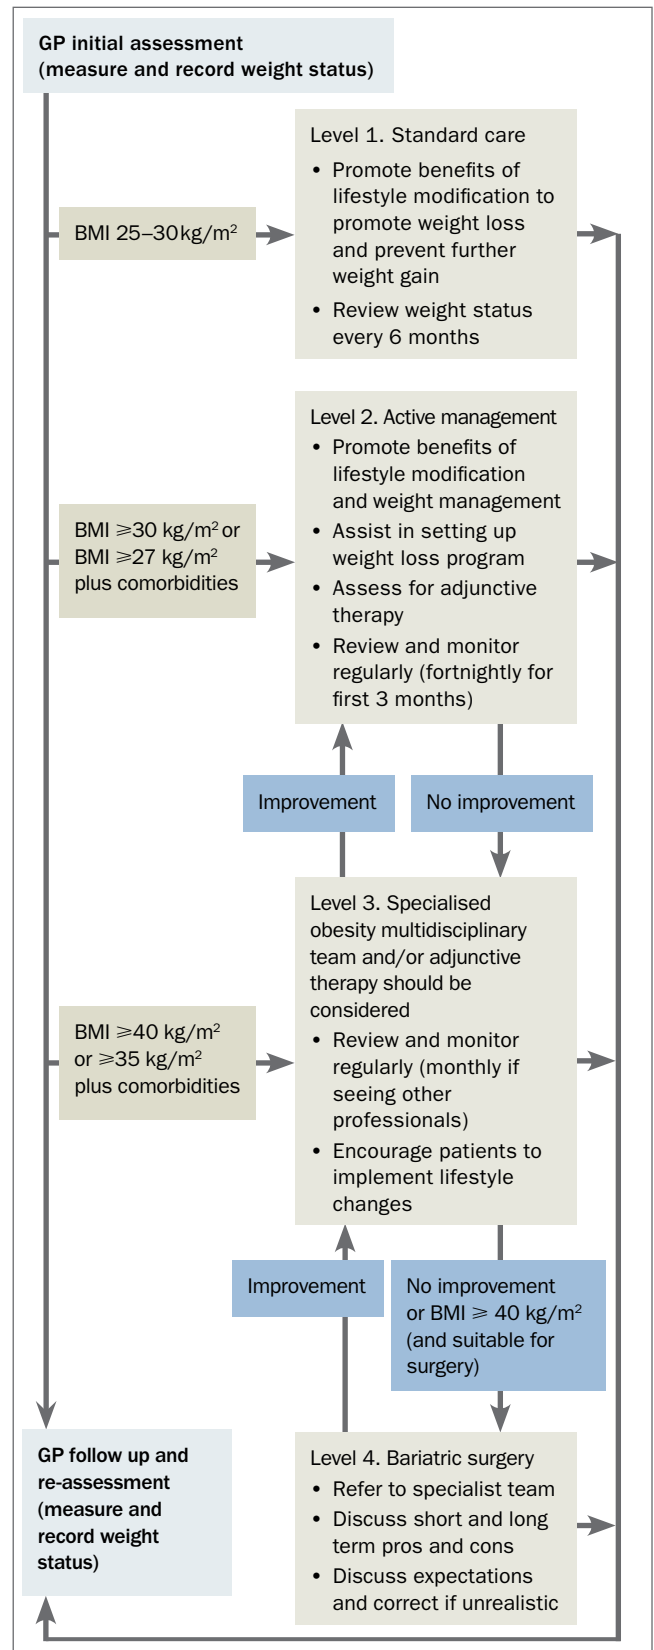 GP initial assessment
(measure and record weight status)
Level 1. Standard care
• Promote benefits of
lifestyle modification to
promote weight loss
and prevent further
weight gain
• Review weight status
every 6 months
BMI 25–30 kg/m²
Level 2. Active management
• Promote benefits of
lifestyle modification
and weight management
• Assist in setting up
weight loss program
• Assess for adjunctive
therapy
• Review and monitor
regularly (fortnightly for
first 3 months)
BMI ⩾30 kg/m² or
BMI ⩾27 kg/m²
plus comorbidities
Improvement
No improvement
Level 3. Specialised
obesity multidisciplinary
team and/or adjunctive
therapy should be
considered
• Review and monitor
regularly (monthly if
seeing other
professionals)
• Encourage patients to
implement lifestyle
changes
BMI ⩾40 kg/m²
or ⩾35 kg/m²
plus comorbidities
Improvement
No improvement
or BMI ⩾ 40 kg/m²
(and suitable for
surgery)
GP follow up and
re-assessment
(measure and
record weight
status)
Level 4. Bariatric surgery
• Refer to specialist team
• Discuss short and long
term pros and cons
• Discuss expectations
and correct if unrealistic